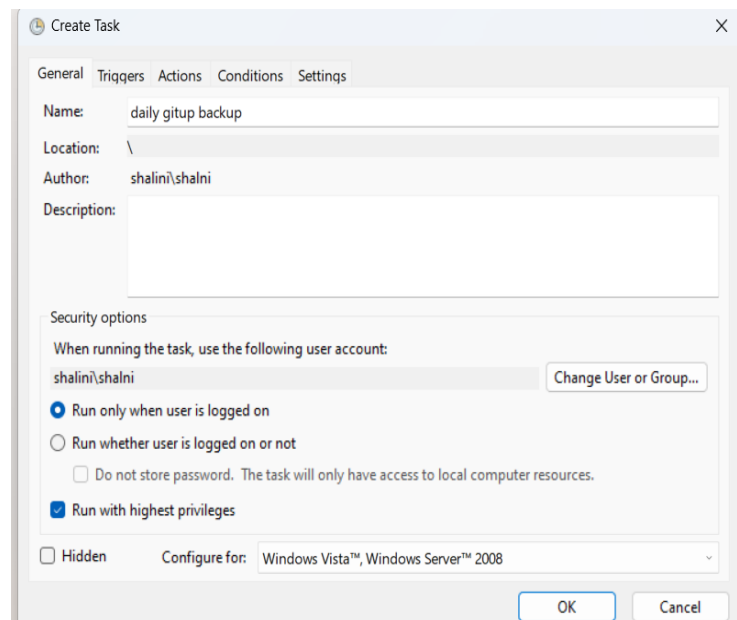 Create Task
General Triggers Actions Conditions Settings
Name: daily gitup backup
Location: \
Author: shalini\shalni
Description:
Security options
When running the task, use the following user account:
shalini\shalni Change User or Group...
Run only when user is logged on
Run whether user is logged on or not
Do not store password. The task will only have access to local computer resources.
Run with highest privileges
Hidden Configure for: Windows Vista™, Windows Server™ 2008
OK Cancel